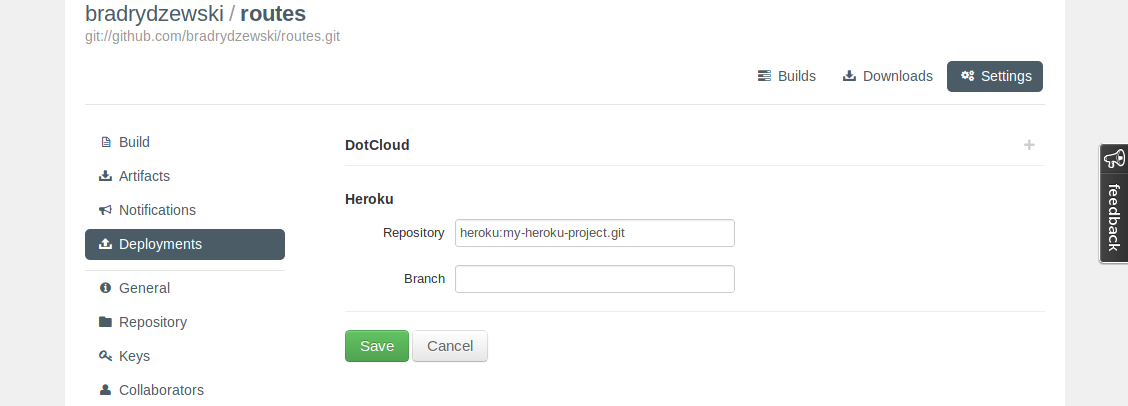 bradrydzewski / routes
git://github.com/bradrydzewski/routes.git
Builds Downloads Settings
Build
Artifacts
Notifications
Deployments
General
Repository
Keys
Collaborators
DotCloud +
Heroku
Repository heroku:my-heroku-project.git
Branch
Save Cancel
feedback